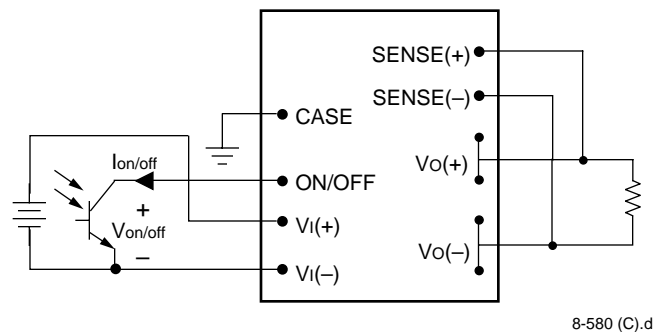 SENSE(+)
SENSE(–)
CASE
Ion/off
ON/OFF
VO(+)
+
Von/off
–
VI(+)
VO(–)
VI(–)
8-580 (C).d